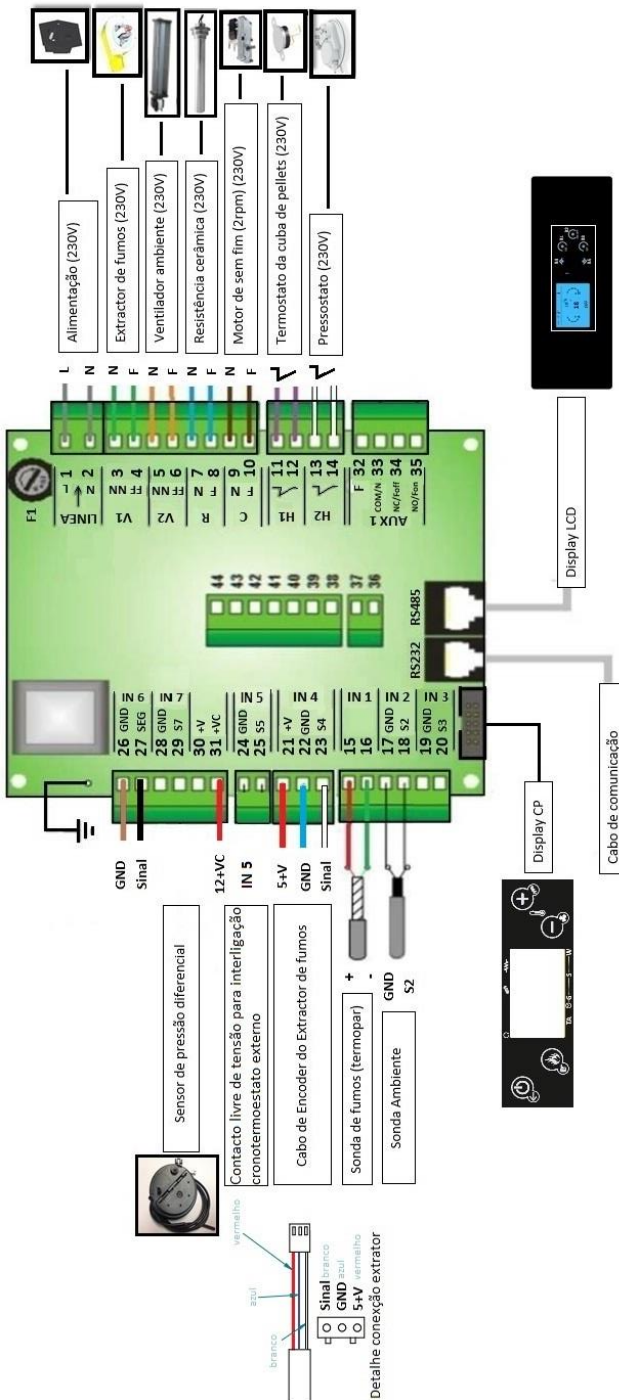 Alimentação (230V)
Extractor de fumos (230V)
Ventilador ambiente (230V)
Resistência cerâmica (230V)
Motor de sem fim (2rpm) (230V)
Termostato da cuba de pellets (230V)
Pressostato (230V)
L
N
N
F
N
F
N
F
N
F
F1
1 L
2 N
LINEA
3 NN
4 FF
V1
5 NN
6 FF
V2
7 N
8 F
R
9 N
10 F
C
11
12
H1
13
14
H2
32 F
33 COM/N
34 NC/Foff
35 NO/Fon
AUX 1
44
43
42
41
40
39
38
37
36
RS485
RS232
IN 6
26 GND
27 SEG
IN 7
28 GND
29 S7
30 +V
31 +VC
IN 5
24 GND
25 S5
IN 4
21 +V
22 GND
23 S4
IN 1
15
16
IN 2
17 GND
18 S2
IN 3
19 GND
20 S3
GND
Sinal
12+VC
IN 5
5+V
GND
Sinal
+
-
GND
S2
Sensor de pressão diferencial
Contacto livre de tensão para interligação
cronotermoestato externo
Cabo de Encoder do Extractor de fumos
Sonda de fumos (termopar)
Sonda Ambiente
Display LCD
Display CP
Cabo de comunicação
vermelho
azul
branco
Sinal branco
GND azul
5+V vermelho
Detalhe conexção extrator